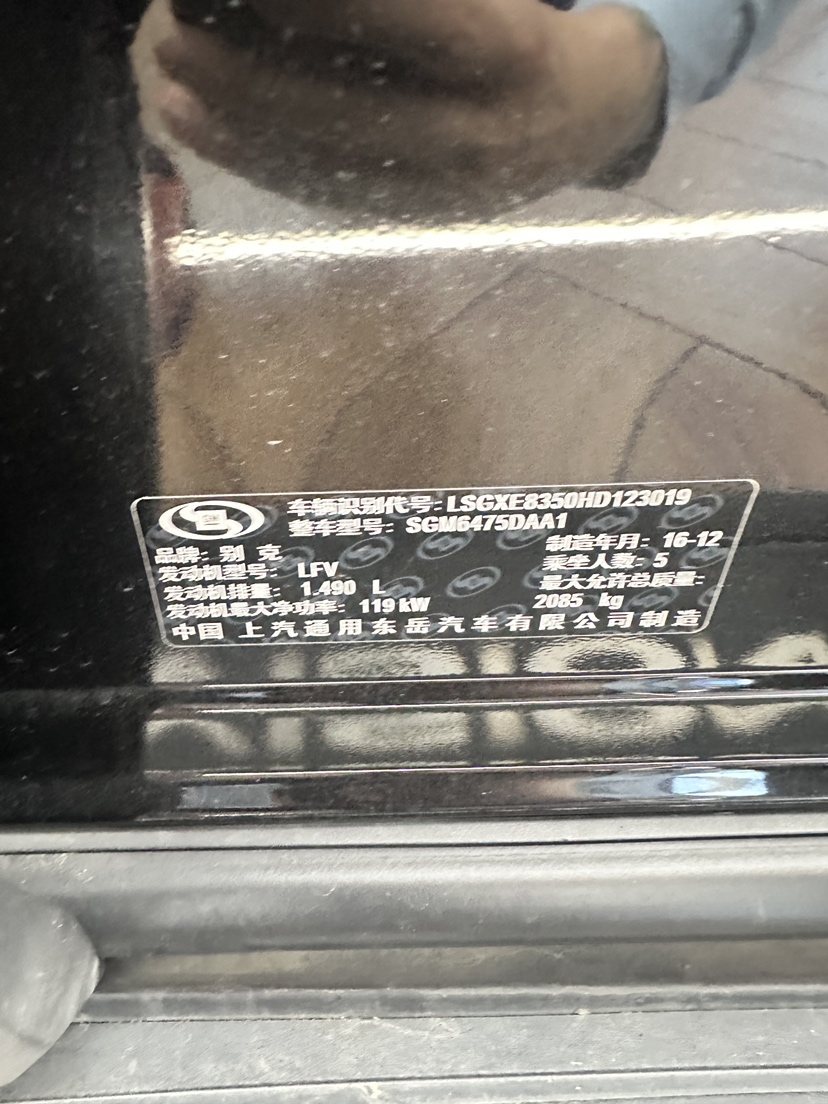 车辆识别代号:LSGXE8350HD123019
整车型号: SGM6475DAA1
品牌: 别 克 制造年月: 16-12
发动机型号: LFV 乘坐人数: 5
发动机排量: 1.490 L 最大允许总质量:
发动机最大净功率: 119 kW 2085 kg
中国 上汽通用东岳汽车有限公司制造